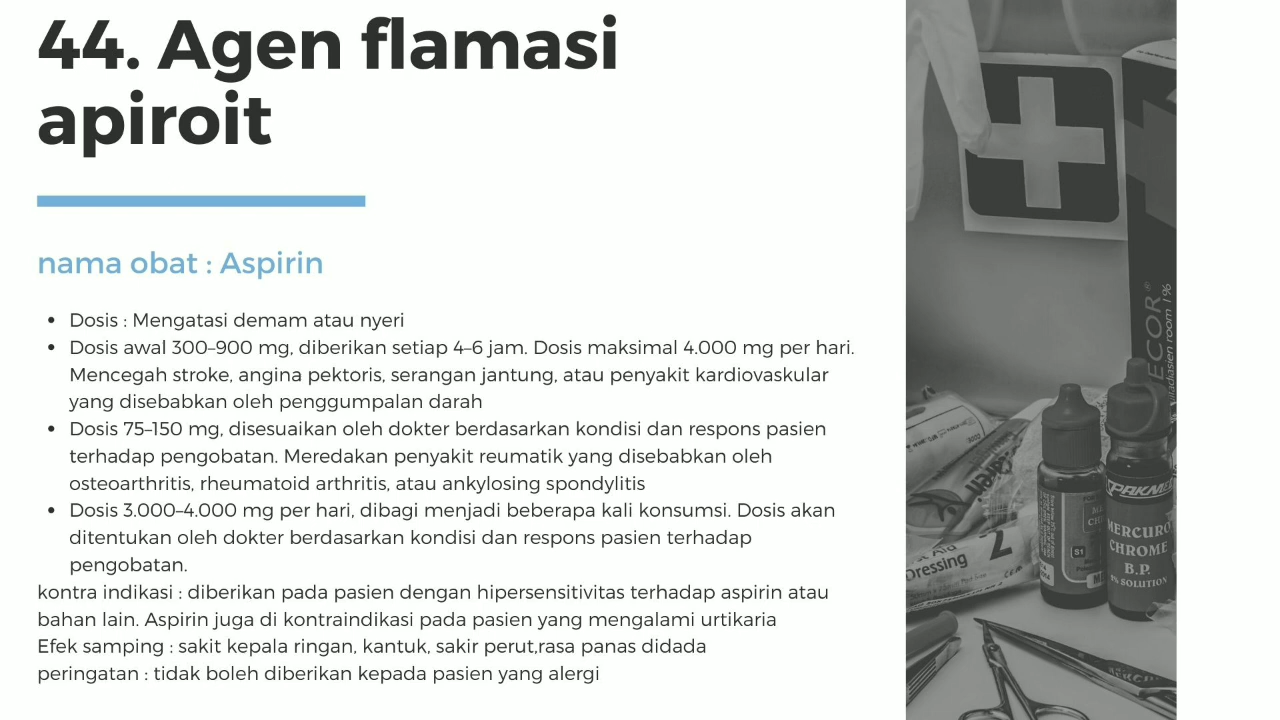 44. Agen flamasi
apiroit
nama obat : Aspirin
• Dosis : Mengatasi demam atau nyeri
• Dosis awal 300–900 mg, diberikan setiap 4–6 jam. Dosis maksimal 4.000 mg per hari.
Mencegah stroke, angina pektoris, serangan jantung, atau penyakit kardiovaskular
yang disebabkan oleh penggumpalan darah
• Dosis 75–150 mg, disesuaikan oleh dokter berdasarkan kondisi dan respons pasien
terhadap pengobatan. Meredakan penyakit reumatik yang disebabkan oleh
osteoarthritis, rheumatoid arthritis, atau ankylosing spondylitis
• Dosis 3.000–4.000 mg per hari, dibagi menjadi beberapa kali konsumsi. Dosis akan
ditentukan oleh dokter berdasarkan kondisi dan respons pasien terhadap
pengobatan.
kontra indikasi : diberikan pada pasien dengan hipersensitivitas terhadap aspirin atau
bahan lain. Aspirin juga di kontraindikasi pada pasien yang mengalami urtikaria
Efek samping : sakit kepala ringan, kantuk, sakir perut,rasa panas didada
peringatan : tidak boleh diberikan kepada pasien yang alergi
ECOR®
room 1%
MERCURO
CHROME
B.P.
SOLUTION
S1
Aid
Dressing
2